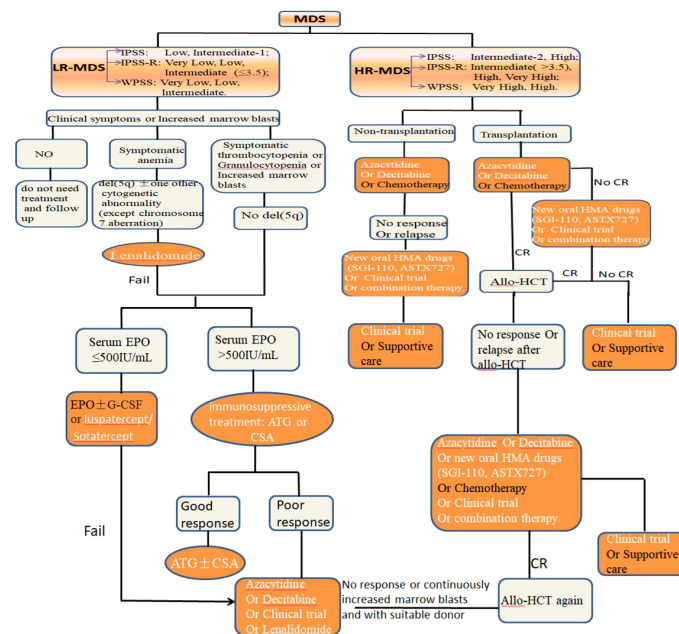 MDS
LR-MDS
IPSS: Low, Intermediate-1;
IPSS-R: Very Low, Low,
Intermediate (≤3.5);
WPSS: Very Low, Low,
Intermediate.
HR-MDS
IPSS: Intermediate-2, High;
IPSS-R: Intermediate( >3.5),
High, Very High;
WPSS: Very High, High.
Clinical symptoms or Increased marrow blasts
NO
do not need
treatment
and follow
up
Symptomatic
anemia
del(5q) ±one other
cytogenetic
abnormality
(except chromosome
7 aberration)
Symptomatic
thrombocytopenia or
Granulocytopenia or
Increased marrow
blasts
No del(5q)
Lenalidomide
Fail
Serum EPO
≤500IU/mL
Serum EPO
>500IU/mL
EPO±G-CSF
or luspatercept/
Sotatercept
immunosuppressive
treatment: ATG or
CSA
Good
response
Poor
response
ATG±CSA
Fail
Azacytidine
Or Decitabine
Or Clinical trial
Or Lenalidomide
No response or continuously
increased marrow blasts
and with suitable donor
Non-transplantation
Azacytidine
Or Decitabine
Or Chemotherapy
No response
Or relapse
New oral HMA drugs
(SGI-110, ASTX727)
Or Clinical trial
Or combination therapy
Clinical trial
Or Supportive
care
Transplantation
Azacytidine
Or Decitabine
Or Chemotherapy
No CR
New oral HMA drugs
(SGI-110, ASTX727)
Or Clinical trial
Or combination therapy
CR
Allo-HCT
CR
No CR
Clinical trial
Or Supportive
care
No response Or
relapse after
allo-HCT
Azacytidine Or Decitabine
Or new oral HMA drugs
(SGI-110, ASTX727)
Or Chemotherapy
Or Clinical trial
Or combination therapy
Clinical trial
Or Supportive
care
CR
Allo-HCT again